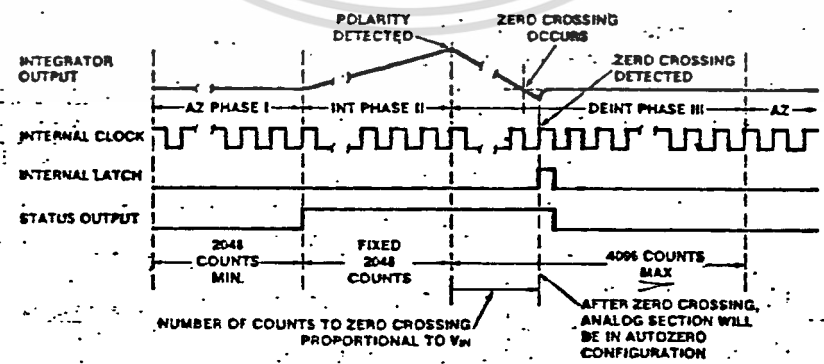 POLARITY
DETECTED
ZERO CROSSING
OCCURS
INTEGRATOR
OUTPUT
ZERO CROSSING
DETECTED
AZ PHASE I
INT PHASE II
DEINT PHASE III
AZ
INTERNAL CLOCK
INTERNAL LATCH
STATUS OUTPUT
2048
COUNTS
MIN.
FIXED
2048
COUNTS
4096 COUNTS
MAX
NUMBER OF COUNTS TO ZERO CROSSING
PROPORTIONAL TO VIN
AFTER ZERO CROSSING,
ANALOG SECTION WILL
BE IN AUTOZERO
CONFIGURATION